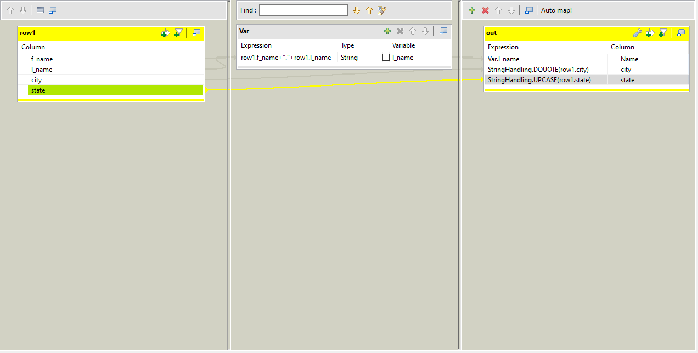 Find :
Auto map!
row1
Column
f_name
l_name
city
state
Var
Expression Type Variable
row1.f_name+" "+row1.l_name String f_name
out
Expression Column
Var.f_name Name
StringHandling.DQUOTE(row1.city) city
StringHandling.UPCASE(row1.state) state